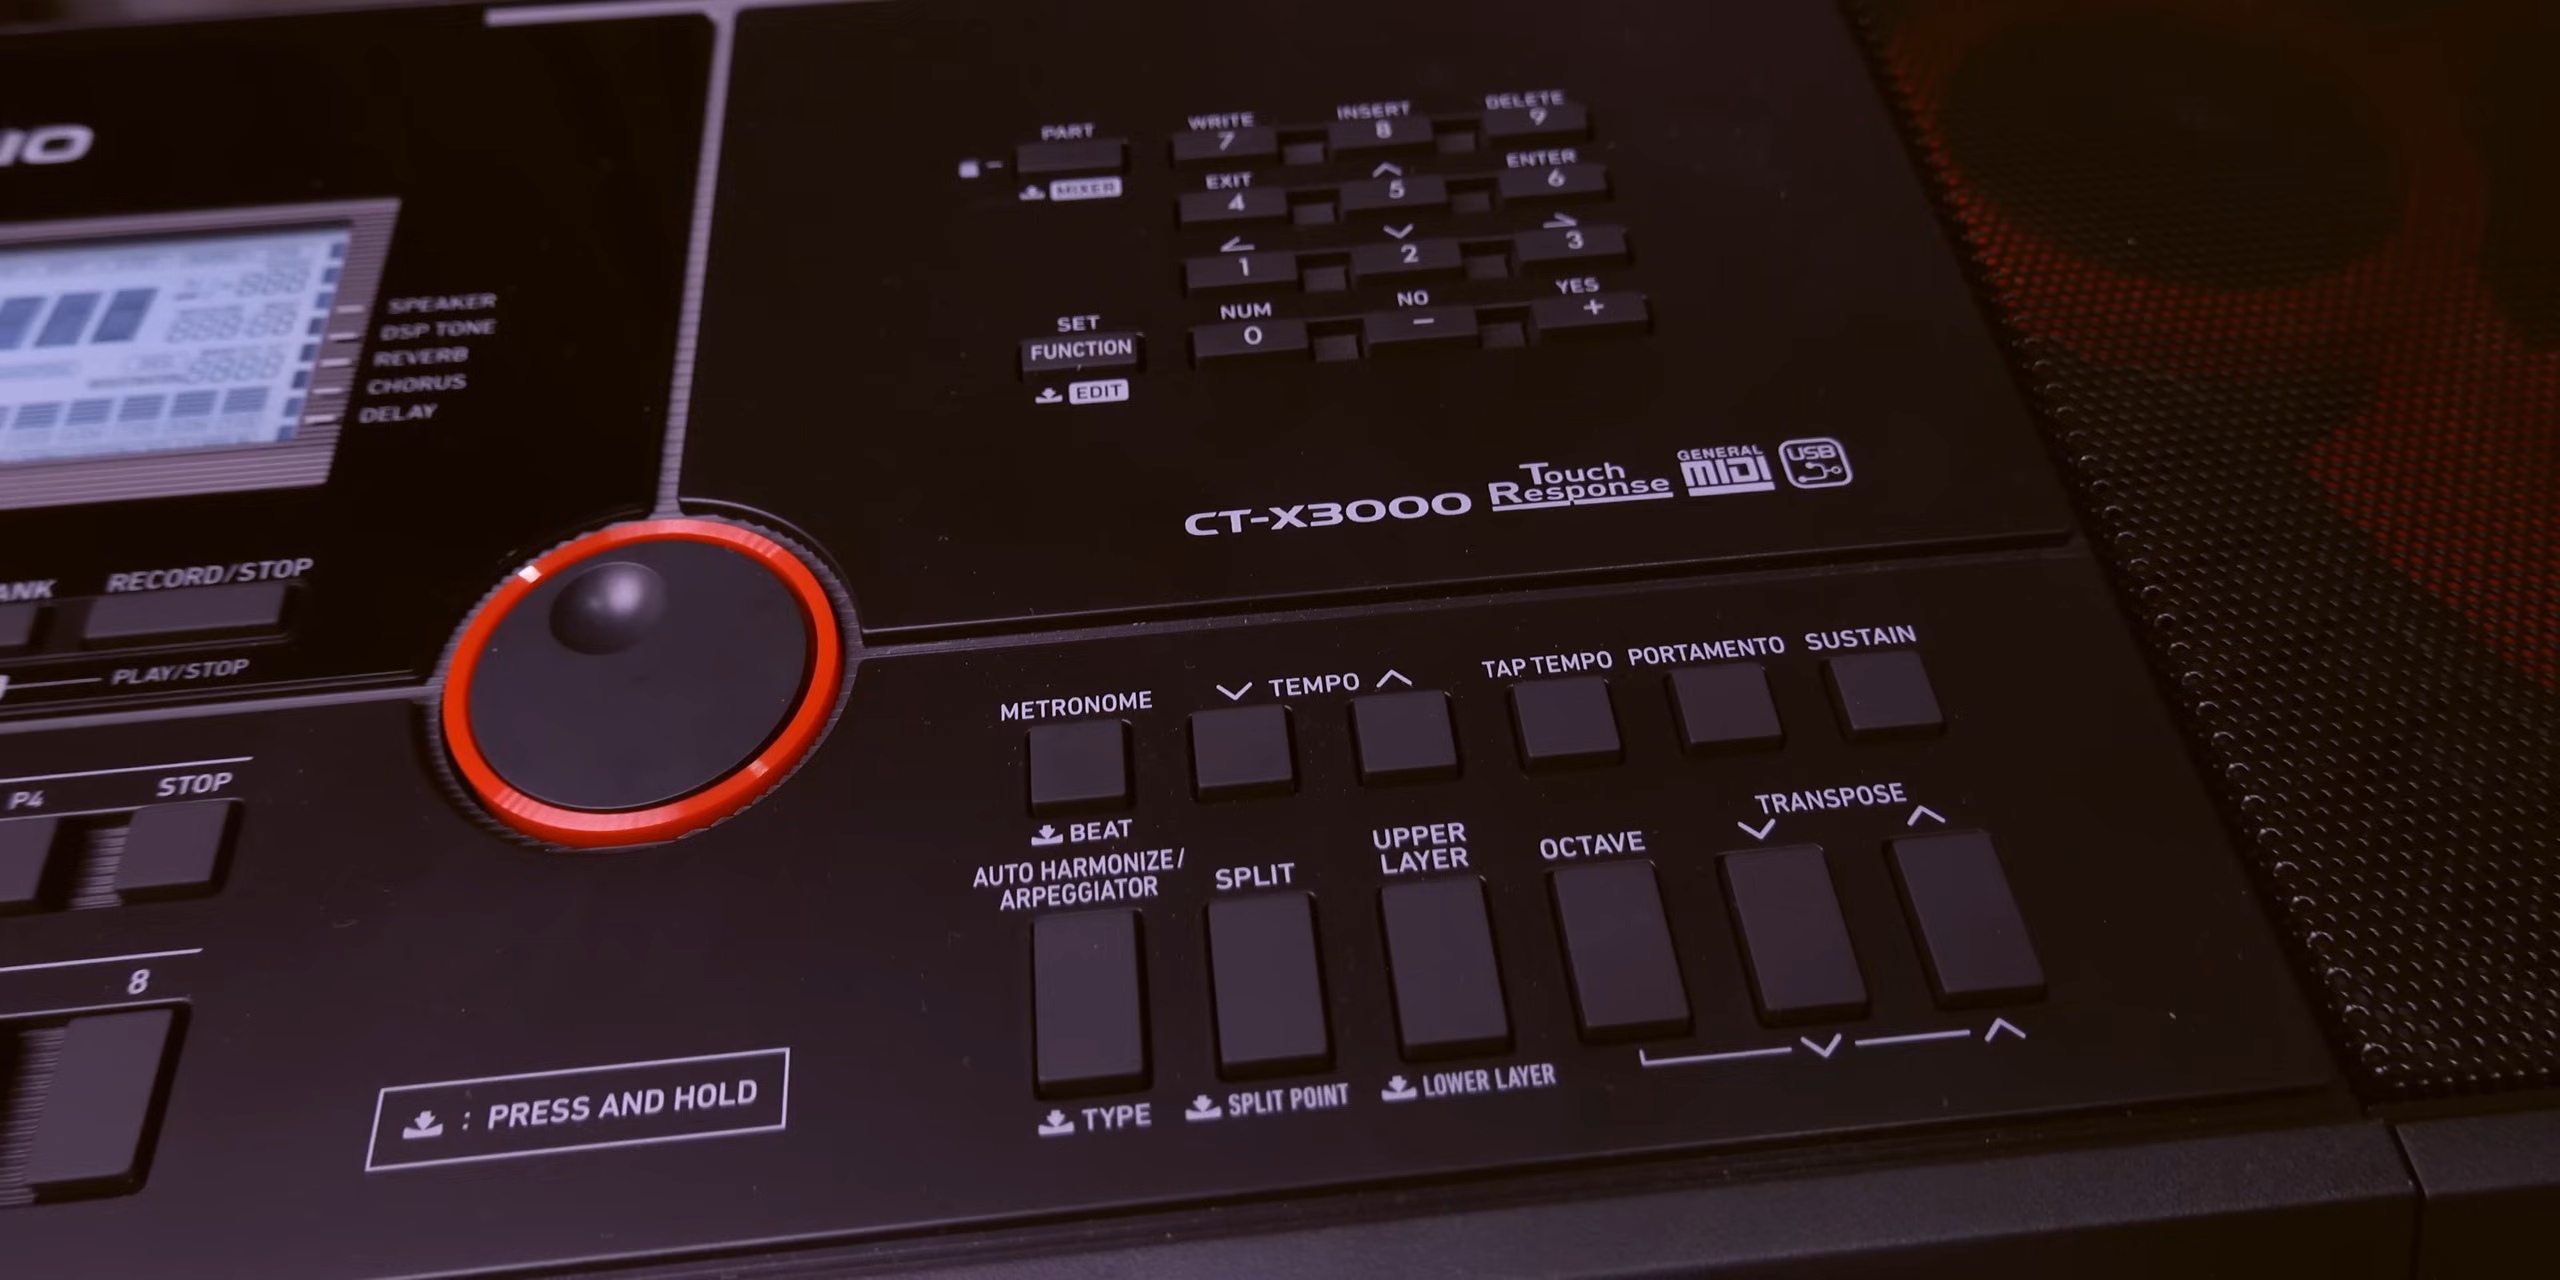 IO
SPEAKER
DSP TONE
REVERB
CHORUS
DELAY
PART
MIXER
WRITE
7
INSERT
8
DELETE
9
EXIT
4
5
ENTER
6
1
2
3
SET
FUNCTION
EDIT
NUM
0
NO
−
YES
+
CT-X3000
Touch
Response
GENERAL
MIDI
USB
ANK
RECORD/STOP
PLAY/STOP
P4
STOP
8
: PRESS AND HOLD
METRONOME
BEAT
TEMPO
TAP TEMPO
PORTAMENTO
SUSTAIN
AUTO HARMONIZE/
ARPEGGIATOR
TYPE
SPLIT
SPLIT POINT
UPPER
LAYER
LOWER LAYER
OCTAVE
TRANSPOSE